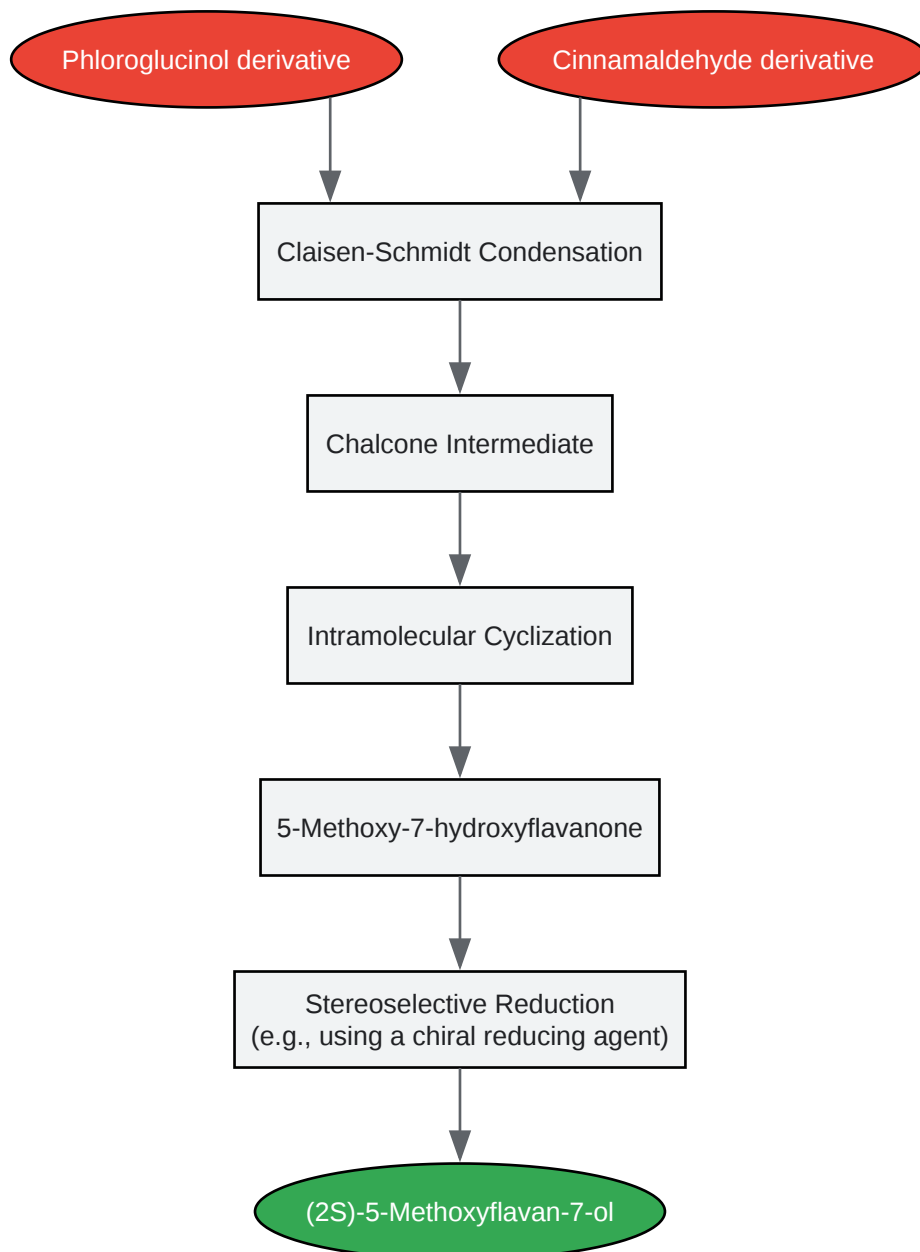 Phloroglucinol derivative
Cinnamaldehyde derivative
Claisen-Schmidt Condensation
Chalcone Intermediate
Intramolecular Cyclization
5-Methoxy-7-hydroxyflavanone
Stereoselective Reduction
(e.g., using a chiral reducing agent)
(2S)-5-Methoxyflavan-7-ol